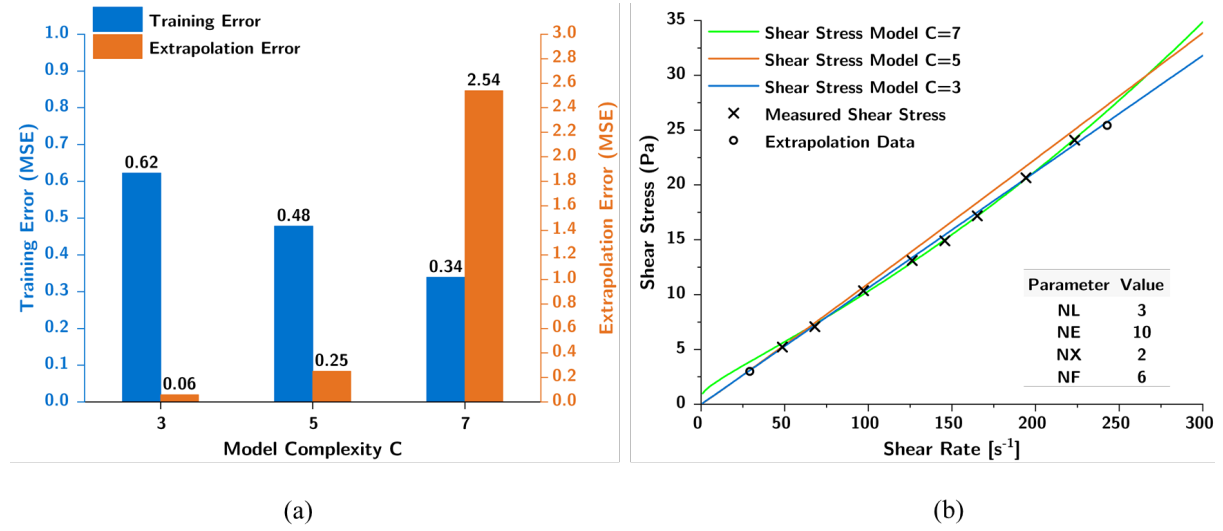 Training Error
Extrapolation Error
Training Error (MSE)
1.0
0.9
0.8
0.7
0.6
0.5
0.4
0.3
0.2
0.1
0.0
0.62
0.06
0.48
0.25
0.34
2.54
3.0
2.8
2.6
2.4
2.2
2.0
1.8
1.6
1.4
1.2
1.0
0.8
0.6
0.4
0.2
0.0
Extrapolation Error (MSE)
3 5 7
Model Complexity C
(a)
Shear Stress Model C=7
Shear Stress Model C=5
Shear Stress Model C=3
Measured Shear Stress
Extrapolation Data
Shear Stress (Pa)
35
30
25
20
15
10
5
0
Parameter Value
NL 3
NE 10
NX 2
NF 6
0 50 100 150 200 250 300
Shear Rate [s⁻¹]
(b)